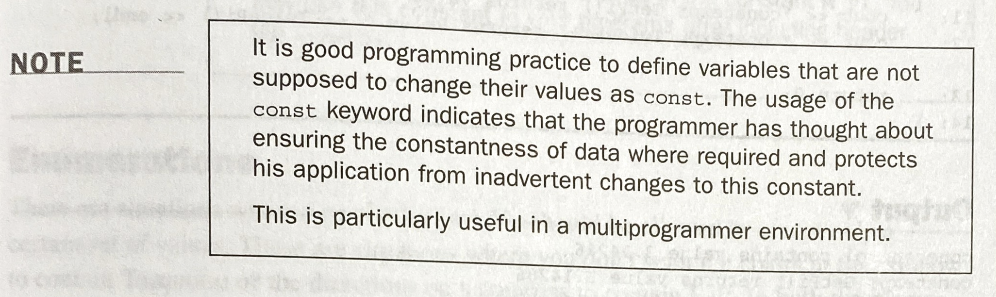 NOTE
It is good programming practice to define variables that are not
supposed to change their values as const. The usage of the
const keyword indicates that the programmer has thought about
ensuring the constantness of data where required and protects
his application from inadvertent changes to this constant.
This is particularly useful in a multiprogrammer environment.
Enumerations
Output